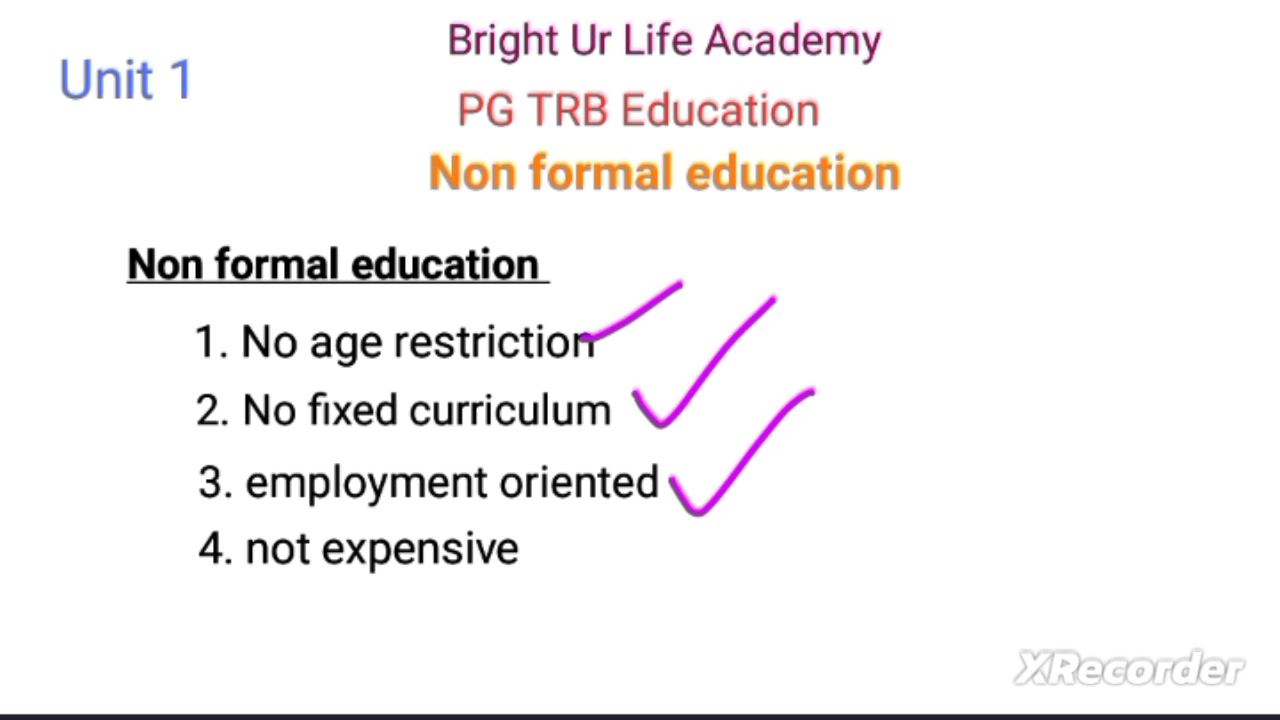 Bright Ur Life Academy
Unit 1
PG TRB Education
Non formal education
Non formal education
1. No age restriction
2. No fixed curriculum
3. employment oriented
4. not expensive
XRecorder